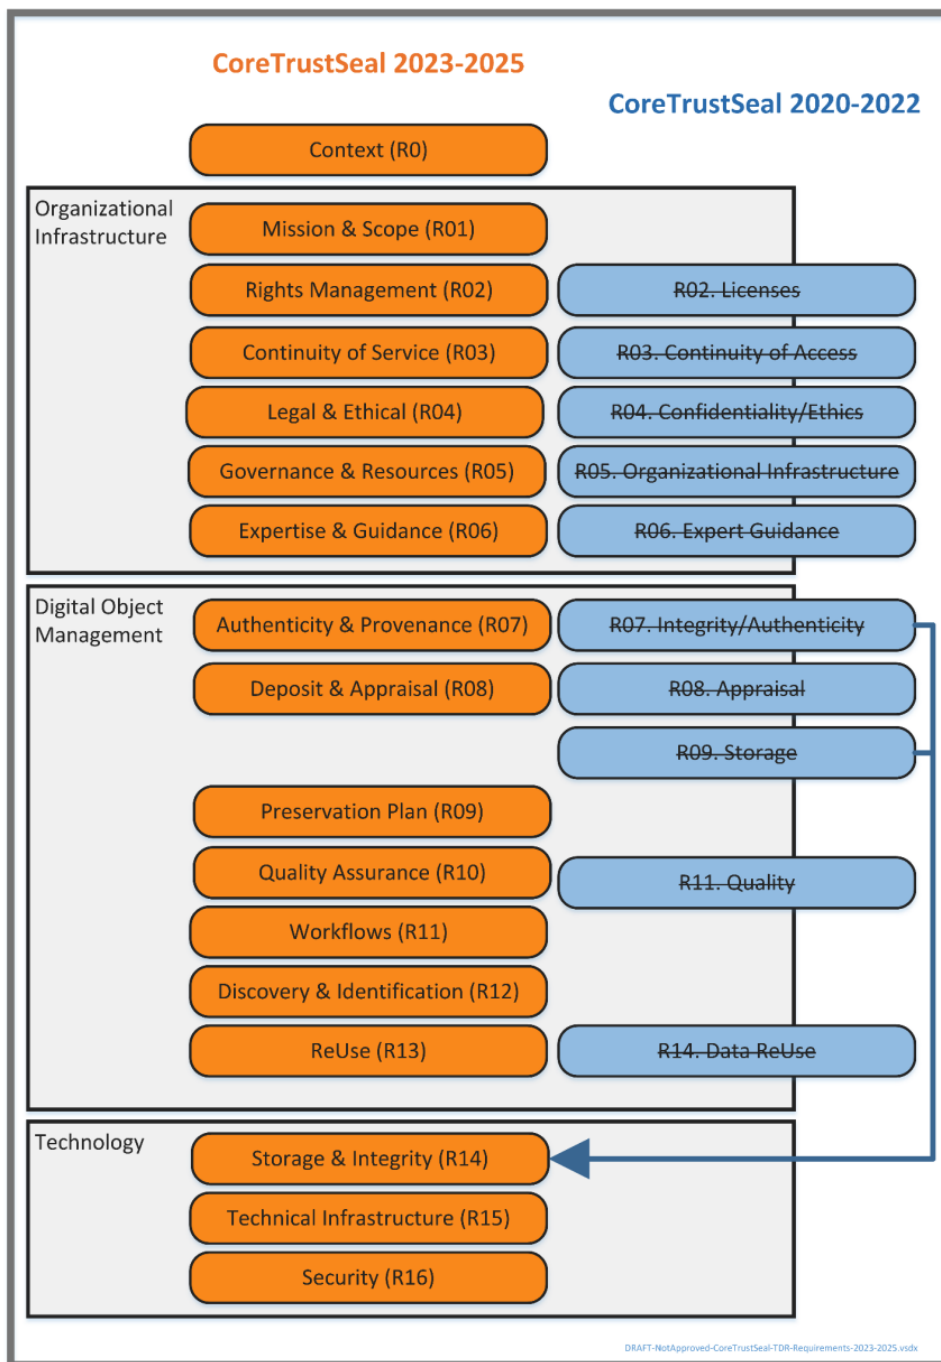 CoreTrustSeal 2023-2025
CoreTrustSeal 2020-2022
Context (R0)
Organizational
Infrastructure
Mission & Scope (R01)
Rights Management (R02)
R02. Licenses
Continuity of Service (R03)
R03. Continuity of Access
Legal & Ethical (R04)
R04. Confidentiality/Ethics
Governance & Resources (R05)
R05. Organizational Infrastructure
Expertise & Guidance (R06)
R06. Expert Guidance
Digital Object
Management
Authenticity & Provenance (R07)
R07. Integrity/Authenticity
Deposit & Appraisal (R08)
R08. Appraisal
R09. Storage
Preservation Plan (R09)
Quality Assurance (R10)
R11. Quality
Workflows (R11)
Discovery & Identification (R12)
ReUse (R13)
R14. Data ReUse
Technology
Storage & Integrity (R14)
Technical Infrastructure (R15)
Security (R16)
DRAFT-NotApproved-CoreTrustSeal-TDR-Requirements-2023-2025.vsdx